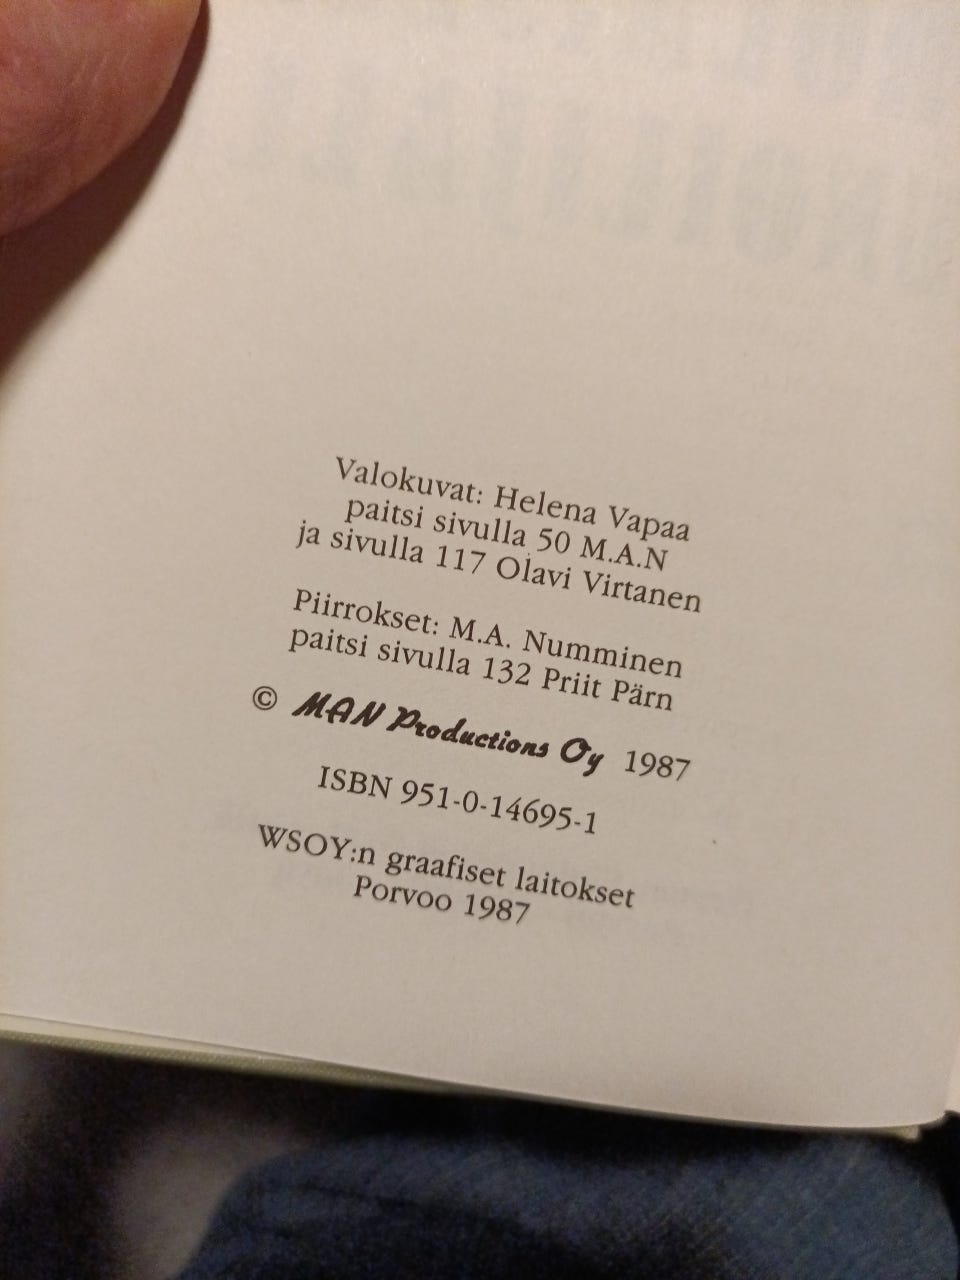 Valokuvat: Helena Vapaa
paitsi sivulla 50 M.A.N
ja sivulla 117 Olavi Virtanen
Piirrokset: M.A. Numminen
paitsi sivulla 132 Priit Pärn
© MAN Productions Oy 1987
ISBN 951-0-14695-1
WSOY:n graafiset laitokset
Porvoo 1987